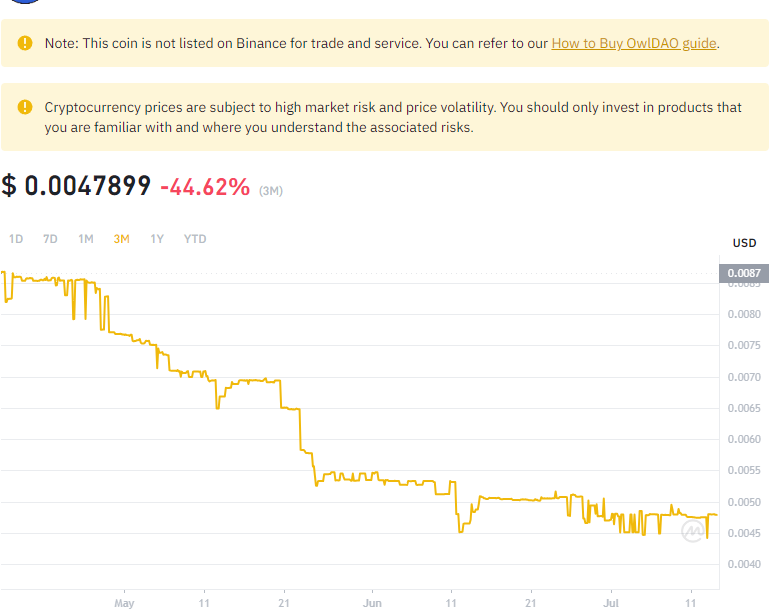 Note: This coin is not listed on Binance for trade and service. You can refer to our How to Buy OwlDAO guide.
Cryptocurrency prices are subject to high market risk and price volatility. You should only invest in products that
you are familiar with and where you understand the associated risks.
$ 0.0047899 -44.62% (3M)
1D 7D 1M 3M 1Y YTD
USD
0.0087
0.0085
0.0080
0.0075
0.0070
0.0065
0.0060
0.0055
0.0050
0.0045
0.0040
May 11 21 Jun 11 21 Jul 11